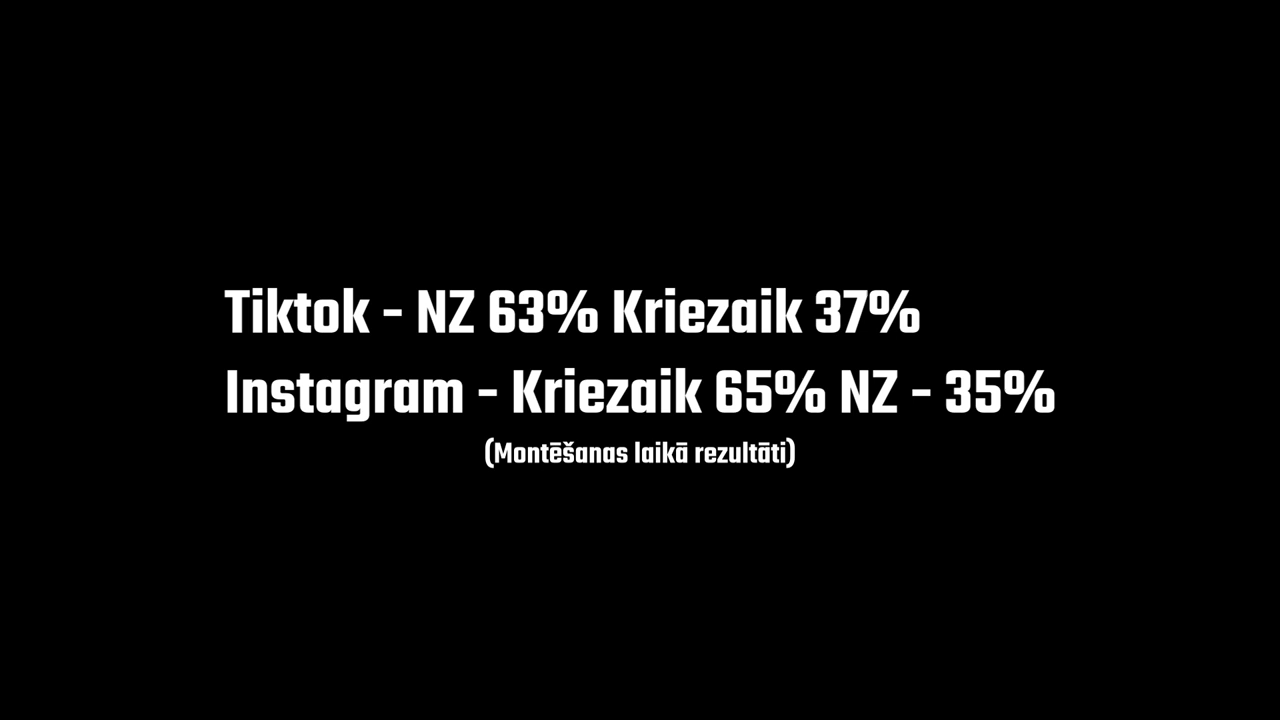 Tiktok - NZ 63% Kriezaik 37%
Instagram - Kriezaik 65% NZ - 35%
(Montēšanas laikā rezultāti)